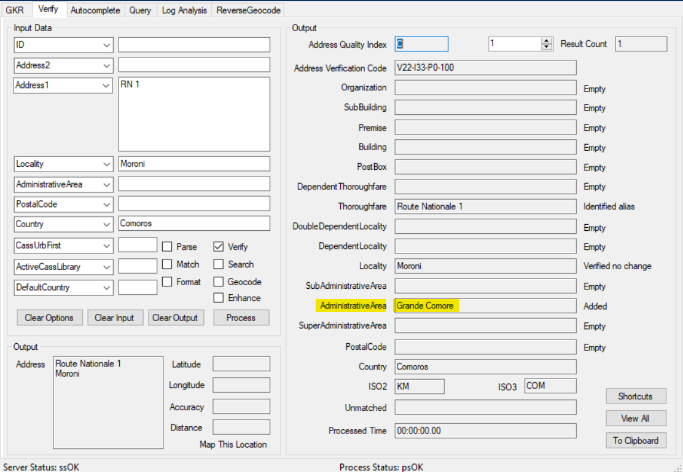 GKR Verify Autocomplete Query Log Analysis ReverseGeocode
Input Data
ID
Address2
Address1 RN 1
Locality Moroni
AdministrativeArea
PostalCode
Country Comoros
CassUrbFirst Parse Verify
ActiveCassLibrary Match Search
DefaultCountry Format Geocode
Enhance
Clear Options Clear Input Clear Output Process
Output
Address Route Nationale 1
Moroni
Latitude
Longitude
Accuracy
Distance
Map This Location
Output
Address Quality Index 1 Result Count 1
Address Verification Code V22-I33-P0-100
Organization Empty
SubBuilding Empty
Premise Empty
Building Empty
PostBox Empty
DependentThoroughfare Empty
Thoroughfare Route Nationale 1 Identified alias
DoubleDependentLocality Empty
DependentLocality Empty
Locality Moroni Verified no change
SubAdministrativeArea Empty
AdministrativeArea Grande Comore Added
SuperAdministrativeArea Empty
PostalCode Empty
Country Comoros
ISO2 KM ISO3 COM
Unmatched
Processed Time 00:00:00.00
Shortcuts
View All
To Clipboard
Server Status: ssOK Process Status: psOK